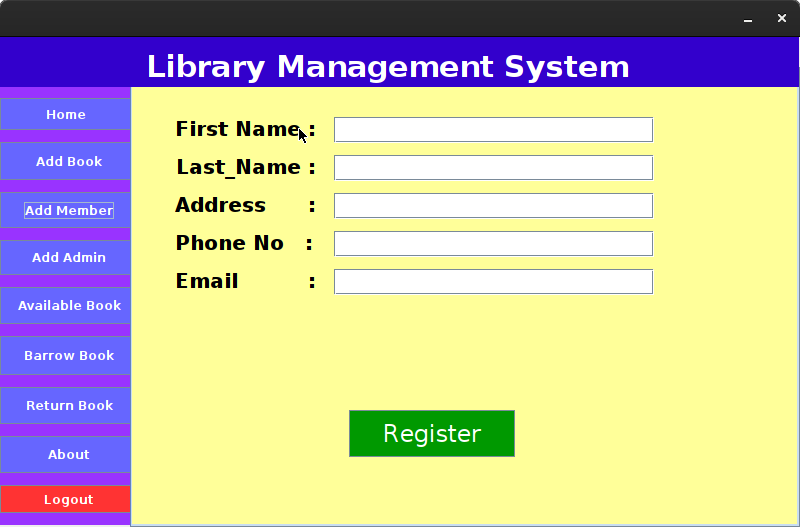 Library Management System
Home
Add Book
Add Member
Add Admin
Available Book
Barrow Book
Return Book
About
Logout
First Name :
Last_Name :
Address :
Phone No :
Email :
Register